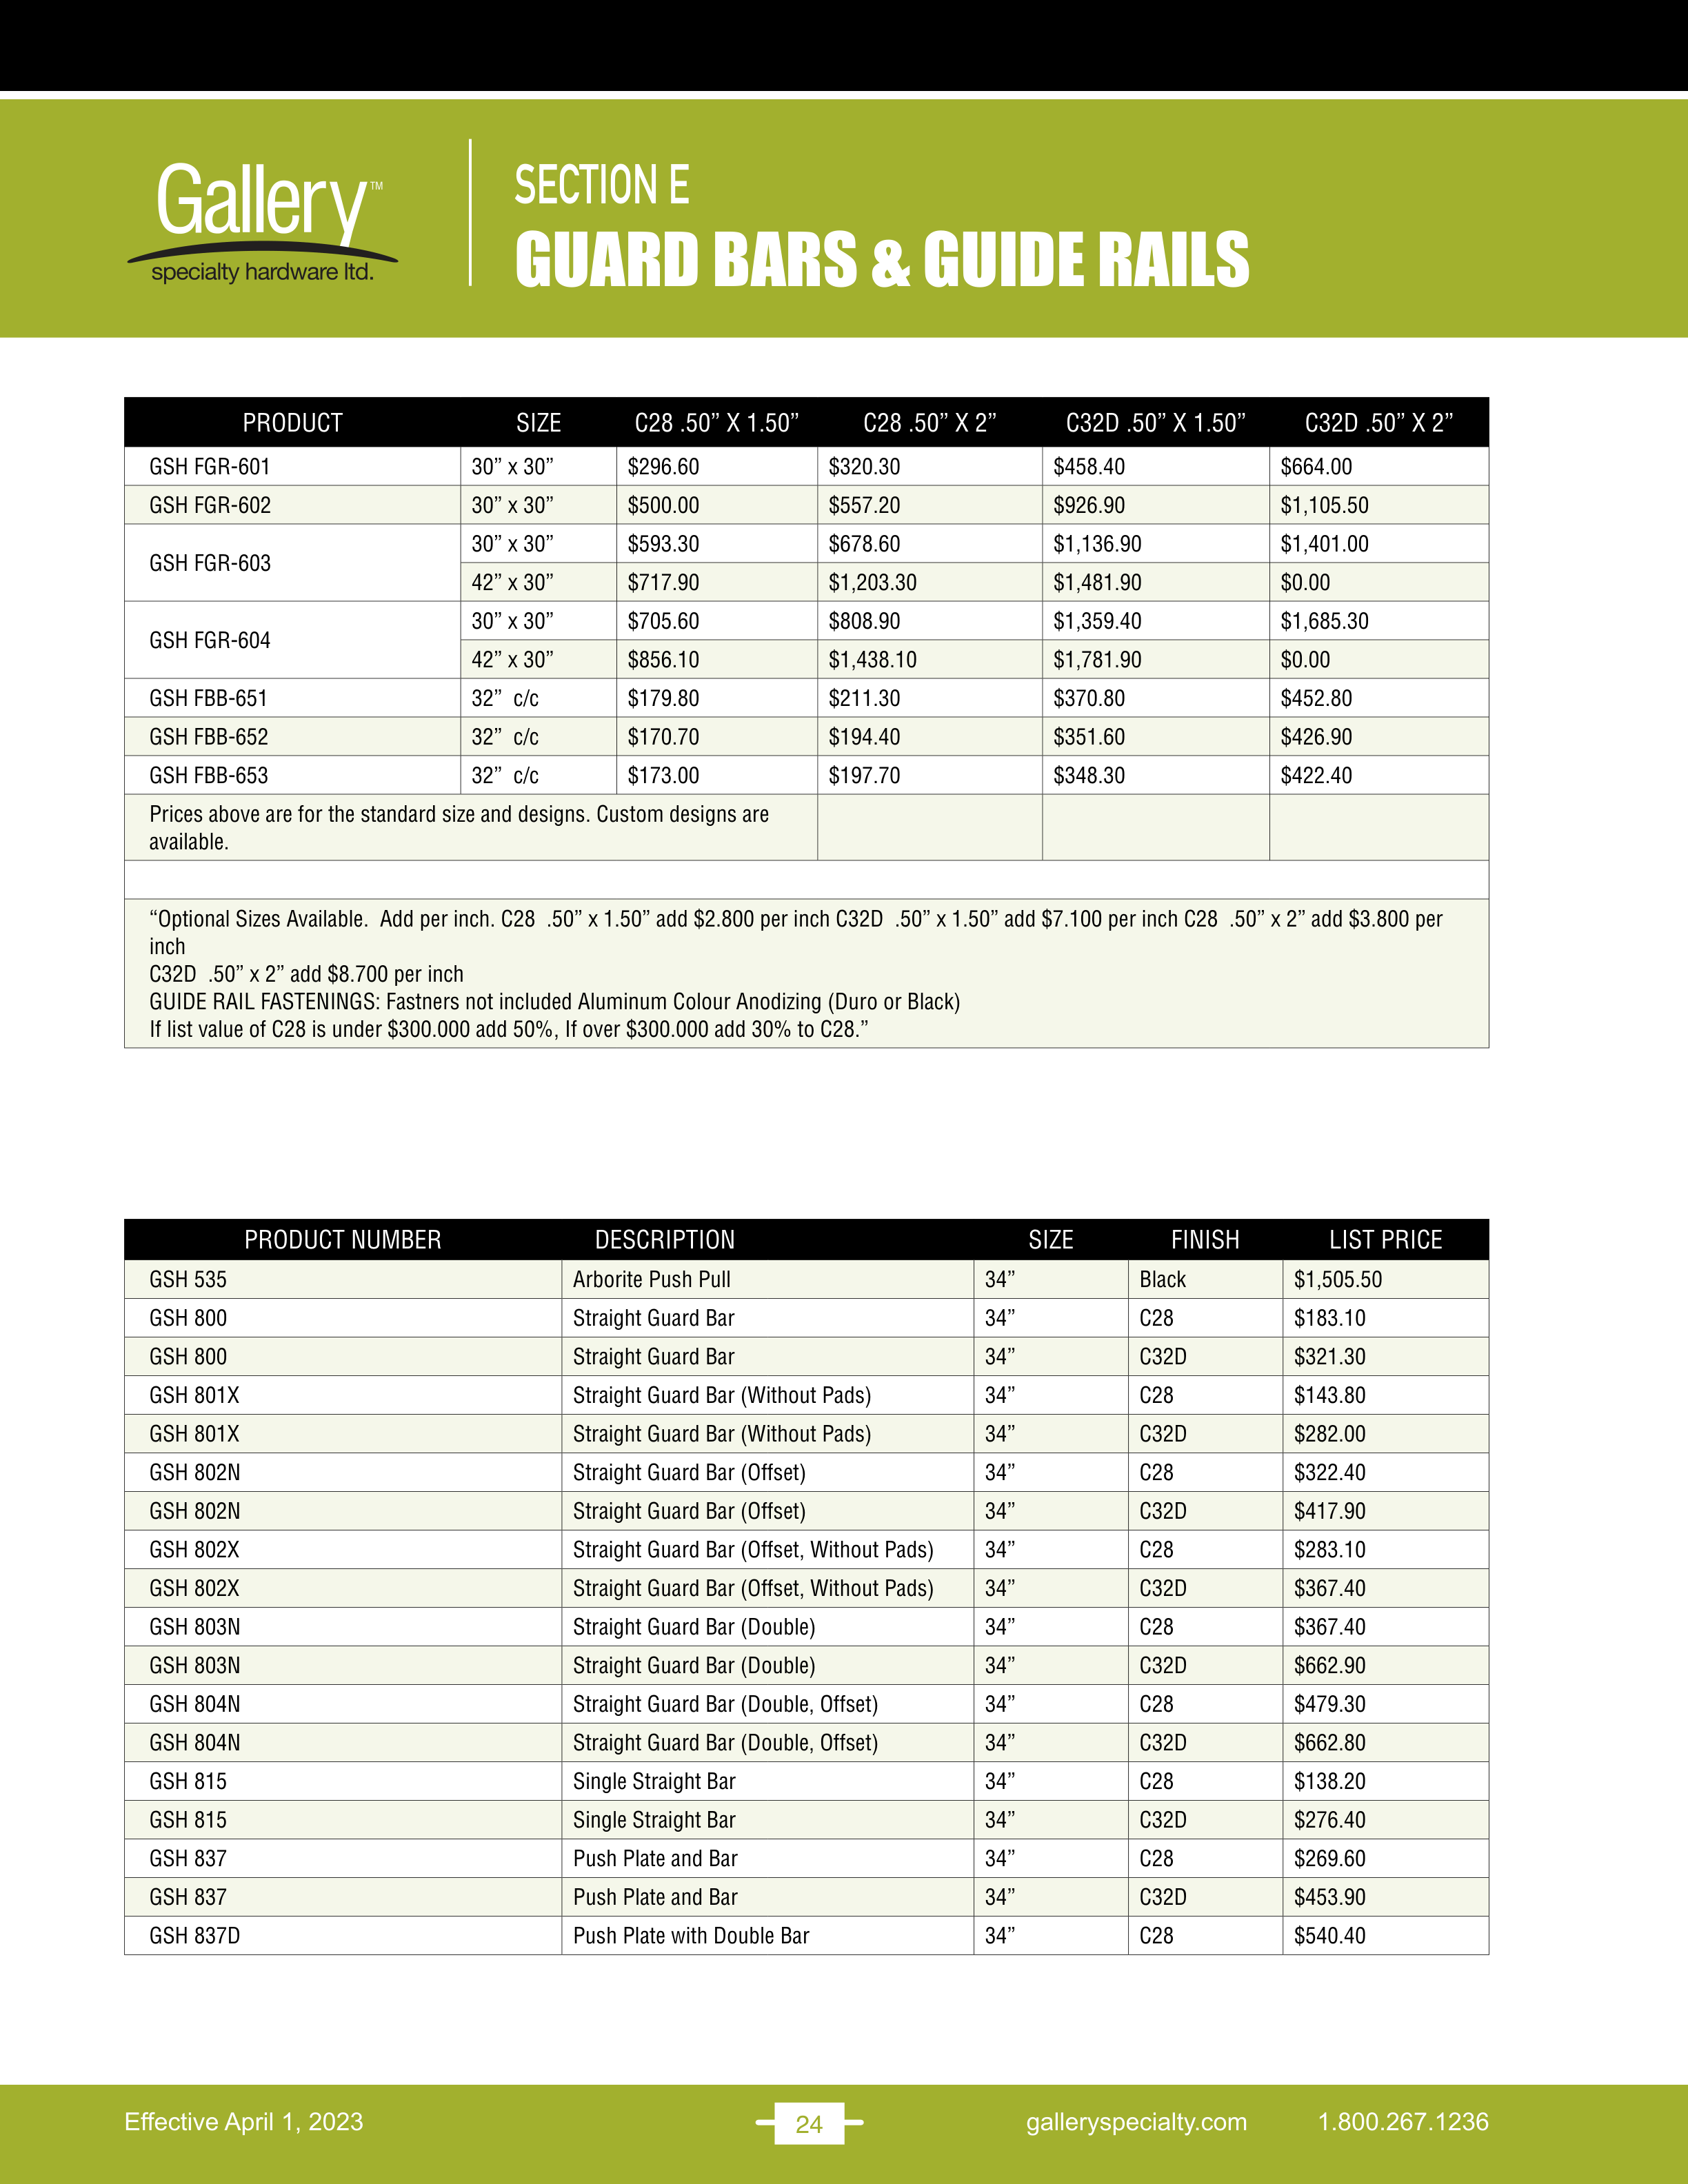 Gallery™
specialty hardware ltd.
SECTION E
GUARD BARS & GUIDE RAILS
PRODUCT SIZE C28 .50” X 1.50” C28 .50” X 2” C32D .50” X 1.50” C32D .50” X 2”
GSH FGR-601 30” x 30” $296.60 $320.30 $458.40 $664.00
GSH FGR-602 30” x 30” $500.00 $557.20 $926.90 $1,105.50
GSH FGR-603 30” x 30” $593.30 $678.60 $1,136.90 $1,401.00
42” x 30” $717.90 $1,203.30 $1,481.90 $0.00
GSH FGR-604 30” x 30” $705.60 $808.90 $1,359.40 $1,685.30
42” x 30” $856.10 $1,438.10 $1,781.90 $0.00
GSH FBB-651 32” c/c $179.80 $211.30 $370.80 $452.80
GSH FBB-652 32” c/c $170.70 $194.40 $351.60 $426.90
GSH FBB-653 32” c/c $173.00 $197.70 $348.30 $422.40
Prices above are for the standard size and designs. Custom designs are
available.
“Optional Sizes Available. Add per inch. C28 .50” x 1.50” add $2.800 per inch C32D .50” x 1.50” add $7.100 per inch C28 .50” x 2” add $3.800 per
inch
C32D .50” x 2” add $8.700 per inch
GUIDE RAIL FASTENINGS: Fastners not included Aluminum Colour Anodizing (Duro or Black)
If list value of C28 is under $300.000 add 50%, If over $300.000 add 30% to C28.”
PRODUCT NUMBER DESCRIPTION SIZE FINISH LIST PRICE
GSH 535 Arborite Push Pull 34” Black $1,505.50
GSH 800 Straight Guard Bar 34” C28 $183.10
GSH 800 Straight Guard Bar 34” C32D $321.30
GSH 801X Straight Guard Bar (Without Pads) 34” C28 $143.80
GSH 801X Straight Guard Bar (Without Pads) 34” C32D $282.00
GSH 802N Straight Guard Bar (Offset) 34” C28 $322.40
GSH 802N Straight Guard Bar (Offset) 34” C32D $417.90
GSH 802X Straight Guard Bar (Offset, Without Pads) 34” C28 $283.10
GSH 802X Straight Guard Bar (Offset, Without Pads) 34” C32D $367.40
GSH 803N Straight Guard Bar (Double) 34” C28 $367.40
GSH 803N Straight Guard Bar (Double) 34” C32D $662.90
GSH 804N Straight Guard Bar (Double, Offset) 34” C28 $479.30
GSH 804N Straight Guard Bar (Double, Offset) 34” C32D $662.80
GSH 815 Single Straight Bar 34” C28 $138.20
GSH 815 Single Straight Bar 34” C32D $276.40
GSH 837 Push Plate and Bar 34” C28 $269.60
GSH 837 Push Plate and Bar 34” C32D $453.90
GSH 837D Push Plate with Double Bar 34” C28 $540.40
Effective April 1, 2023 24 galleryspecialty.com 1.800.267.1236